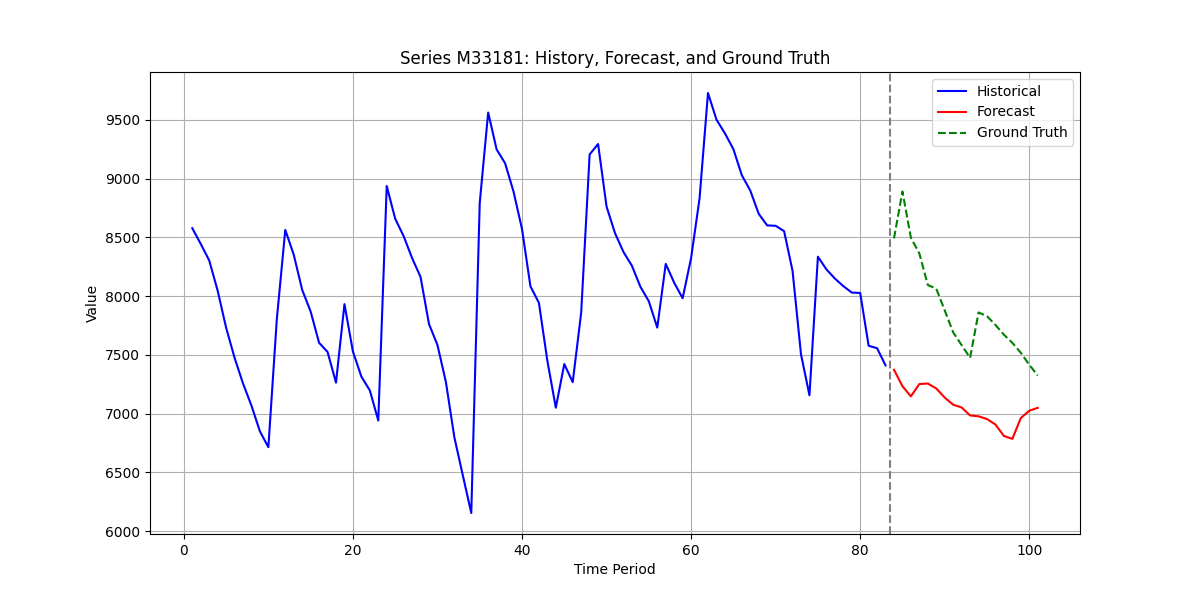 Series M33181: History, Forecast, and Ground Truth
Historical
Forecast
Ground Truth
9500
9000
8500
8000
7500
7000
6500
6000
Value
0 20 40 60 80 100
Time Period